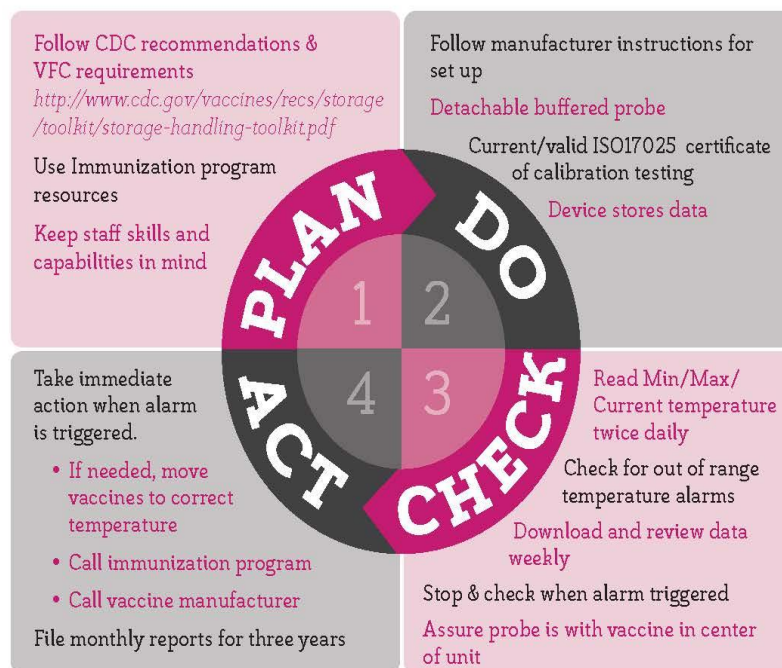 Follow CDC recommendations &
VFC requirements
http://www.cdc.gov/vaccines/recs/storage
/toolkit/storage-handling-toolkit.pdf
Use Immunization program
resources
Keep staff skills and
capabilities in mind
PLAN
1
Follow manufacturer instructions for
set up
Detachable buffered probe
Current/valid ISO17025 certificate
of calibration testing
Device stores data
DO
2
Read Min/Max/
Current temperature
twice daily
Check for out of range
temperature alarms
Download and review data
weekly
Stop & check when alarm triggered
Assure probe is with vaccine in center
of unit
CHECK
3
Take immediate
action when alarm
is triggered.
• If needed, move
vaccines to correct
temperature
• Call immunization program
• Call vaccine manufacturer
File monthly reports for three years
ACT
4